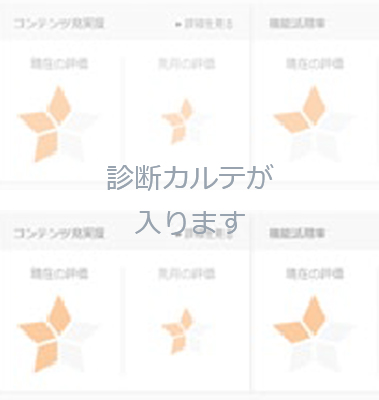 コンテンツ充実度
詳細を見る
機能活用率
現在の評価
先月の評価
現在の評価
診断カルテが
入ります
コンテンツ充実度
詳細を見る
機能活用率
現在の評価
先月の評価
現在の評価